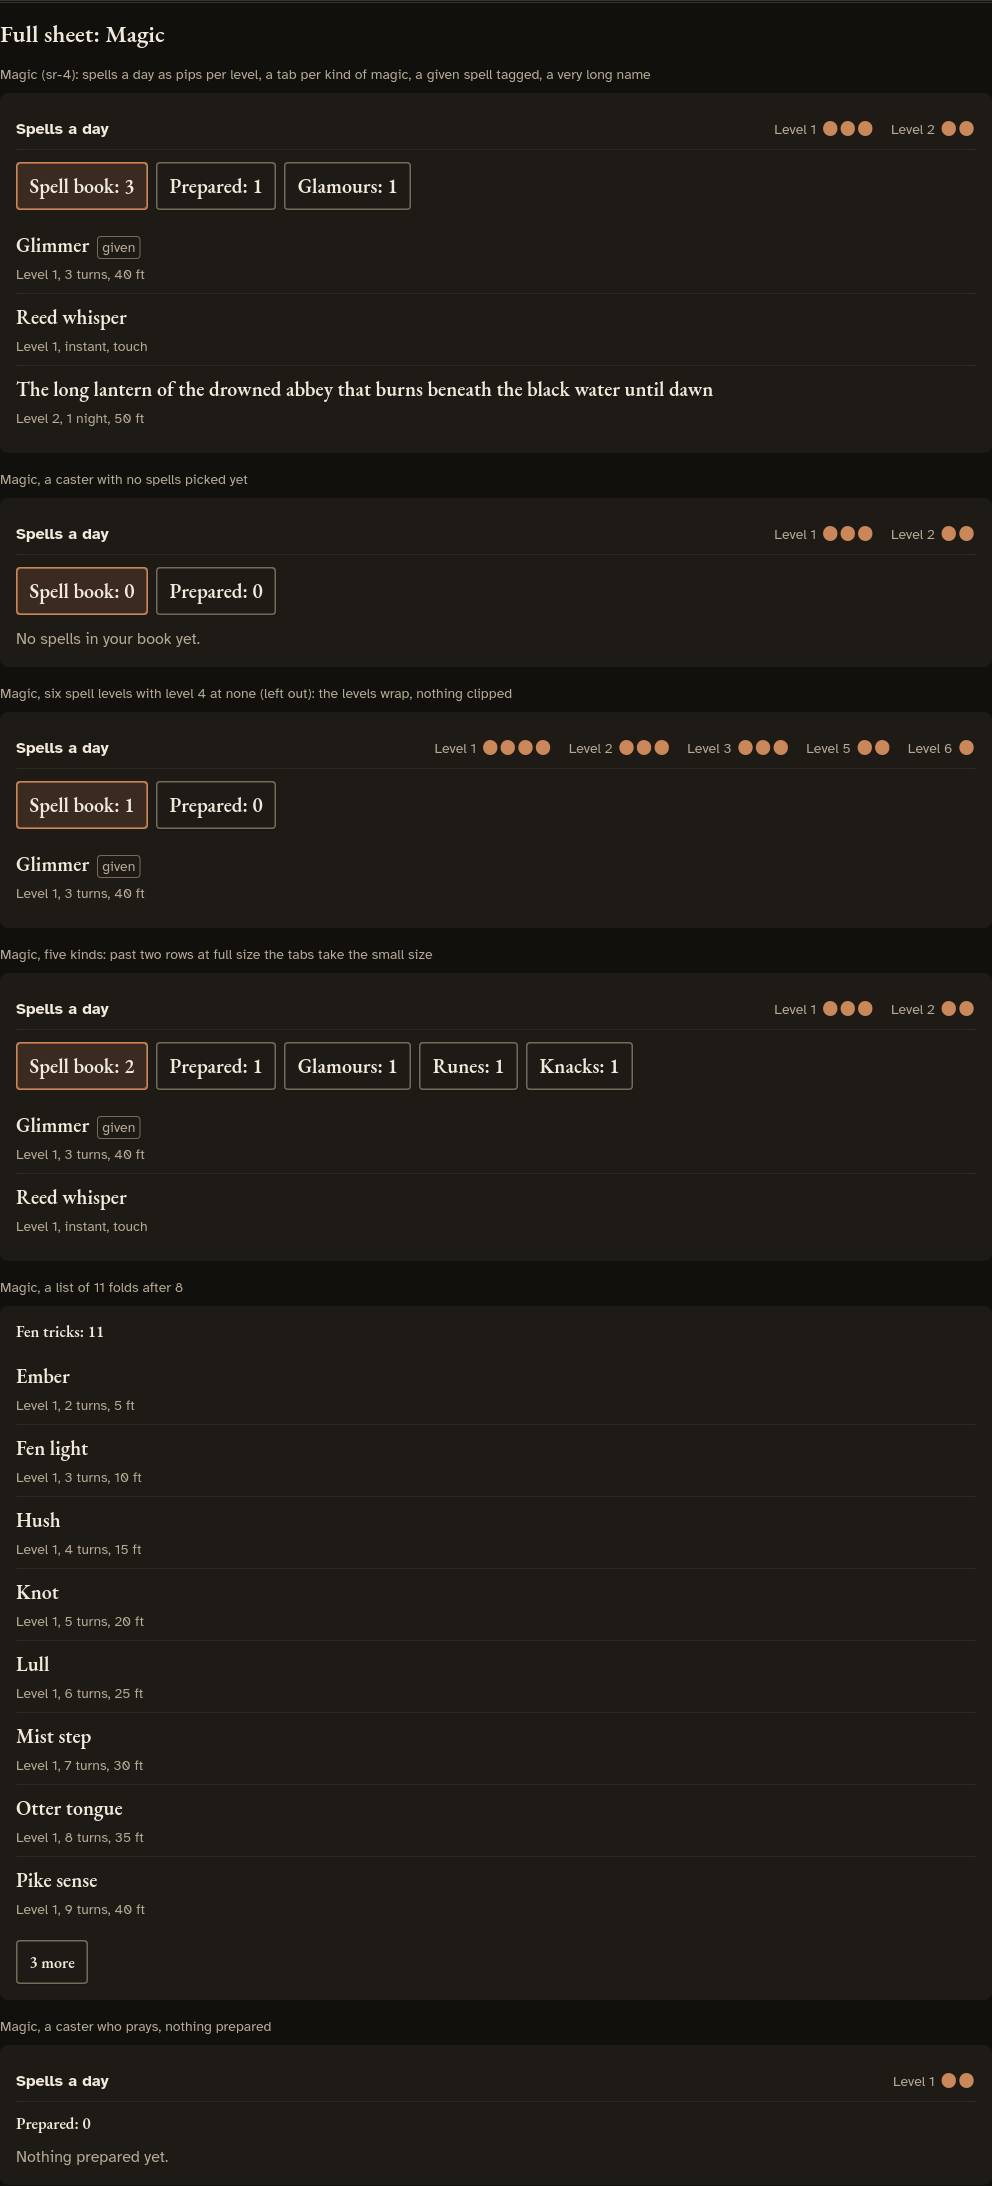 Full sheet: Magic
Magic (sr-4): spells a day as pips per level, a tab per kind of magic, a given spell tagged, a very long name
Spells a day Level 1 Level 2
Spell book: 3 Prepared: 1 Glamours: 1
Glimmer given
Level 1, 3 turns, 40 ft
Reed whisper
Level 1, instant, touch
The long lantern of the drowned abbey that burns beneath the black water until dawn
Level 2, 1 night, 50 ft
Magic, a caster with no spells picked yet
Spells a day Level 1 Level 2
Spell book: 0 Prepared: 0
No spells in your book yet.
Magic, six spell levels with level 4 at none (left out): the levels wrap, nothing clipped
Spells a day Level 1 Level 2 Level 3 Level 5 Level 6
Spell book: 1 Prepared: 0
Glimmer given
Level 1, 3 turns, 40 ft
Magic, five kinds: past two rows at full size the tabs take the small size
Spells a day Level 1 Level 2
Spell book: 2 Prepared: 1 Glamours: 1 Runes: 1 Knacks: 1
Glimmer given
Level 1, 3 turns, 40 ft
Reed whisper
Level 1, instant, touch
Magic, a list of 11 folds after 8
Fen tricks: 11
Ember
Level 1, 2 turns, 5 ft
Fen light
Level 1, 3 turns, 10 ft
Hush
Level 1, 4 turns, 15 ft
Knot
Level 1, 5 turns, 20 ft
Lull
Level 1, 6 turns, 25 ft
Mist step
Level 1, 7 turns, 30 ft
Otter tongue
Level 1, 8 turns, 35 ft
Pike sense
Level 1, 9 turns, 40 ft
3 more
Magic, a caster who prays, nothing prepared
Spells a day Level 1
Prepared: 0
Nothing prepared yet.